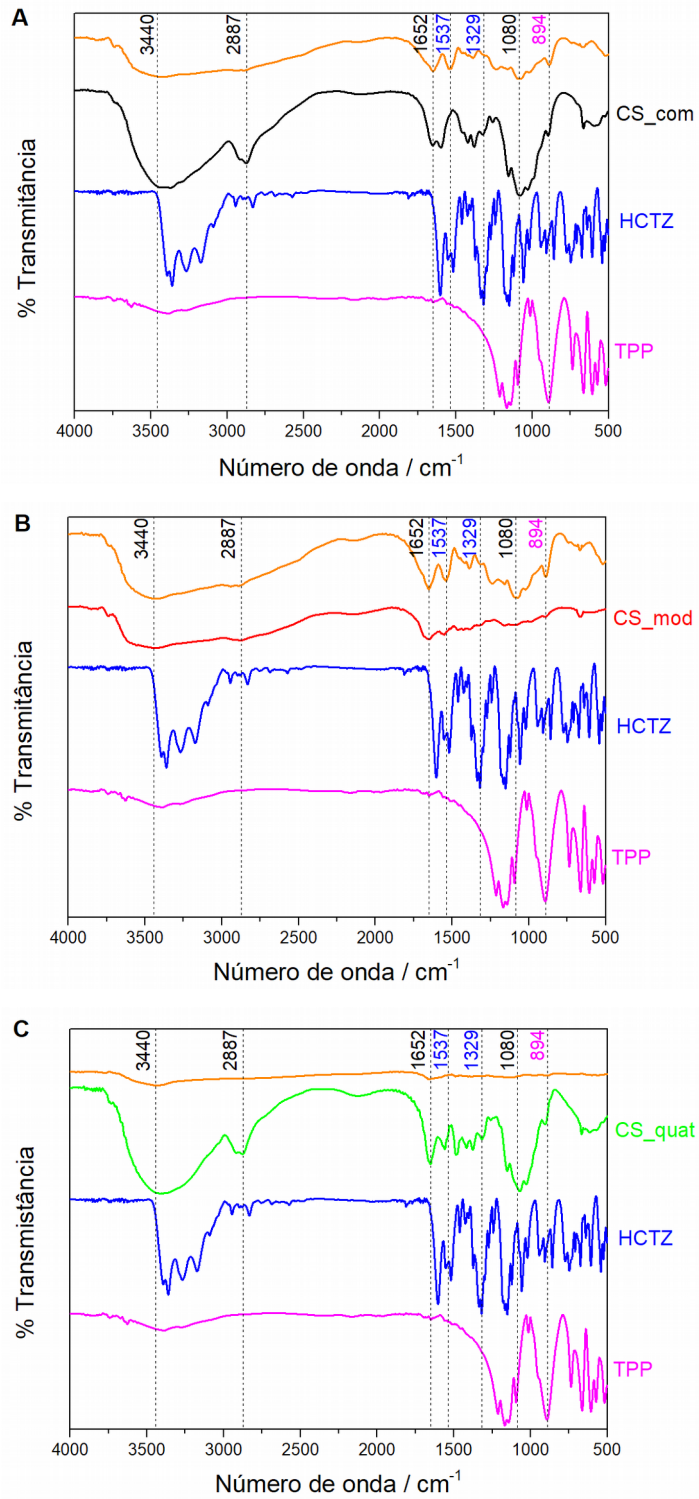 A
3440
2887
1652
1537
1329
1080
894
CS_com
HCTZ
TPP
% Transmitância
4000 3500 3000 2500 2000 1500 1000 500
Número de onda / cm-1
B
3440
2887
1652
1537
1329
1080
894
CS_mod
HCTZ
TPP
% Transmitância
4000 3500 3000 2500 2000 1500 1000 500
Número de onda / cm-1
C
3440
2887
1652
1537
1329
1080
894
CS_quat
HCTZ
TPP
% Transmistância
4000 3500 3000 2500 2000 1500 1000 500
Número de onda / cm-1